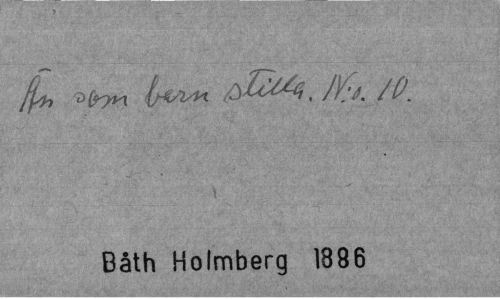 Än som barn stilla. N:o. 10.
Båth Holmberg 1886